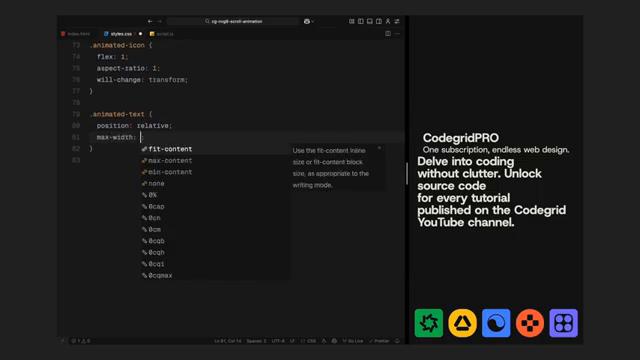 cg-mg8-scroll-animation
index.html
styles.css
script.js
73 .animated-icon {
74 flex: 1;
75 aspect-ratio: 1;
76 will-change: transform;
77 }
78
79 .animated-text {
80 position: relative;
81 max-width: ;
82 }
83
fit-content
max-content
min-content
none
0%
0cap
0ch
0cm
0cqb
0cqh
0cqi
0cqmax
Use the fit-content inline
size or fit-content block
size, as appropriate to the
writing mode.
CodegridPRO
One subscription, endless web design.
Delve into coding
without clutter. Unlock
source code
for every tutorial
published on the Codegrid
YouTube channel.
Ln 81, Col 14
Spaces: 2
UTF-8
LF
CSS
Go Live
Prettier